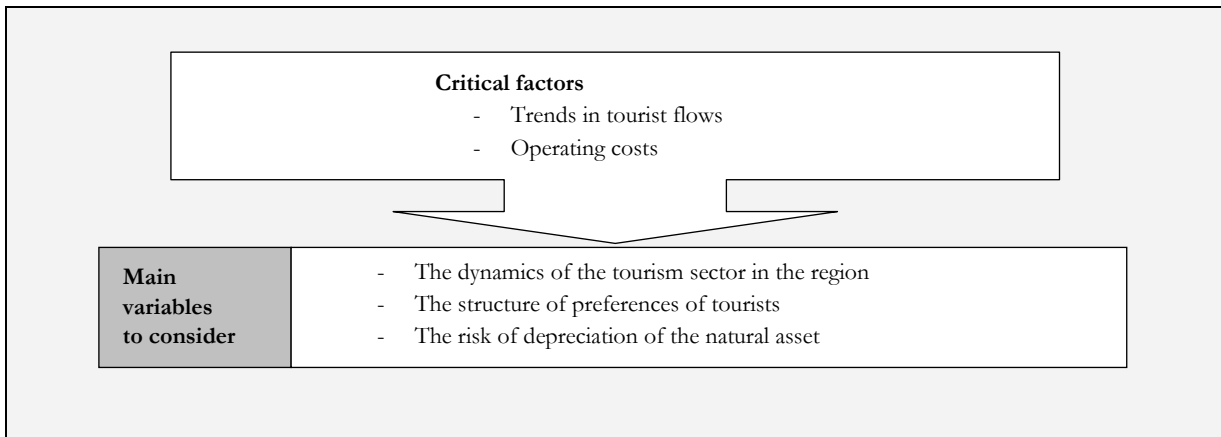 Critical factors
- Trends in tourist flows
- Operating costs
Main
variables
to consider
- The dynamics of the tourism sector in the region
- The structure of preferences of tourists
- The risk of depreciation of the natural asset